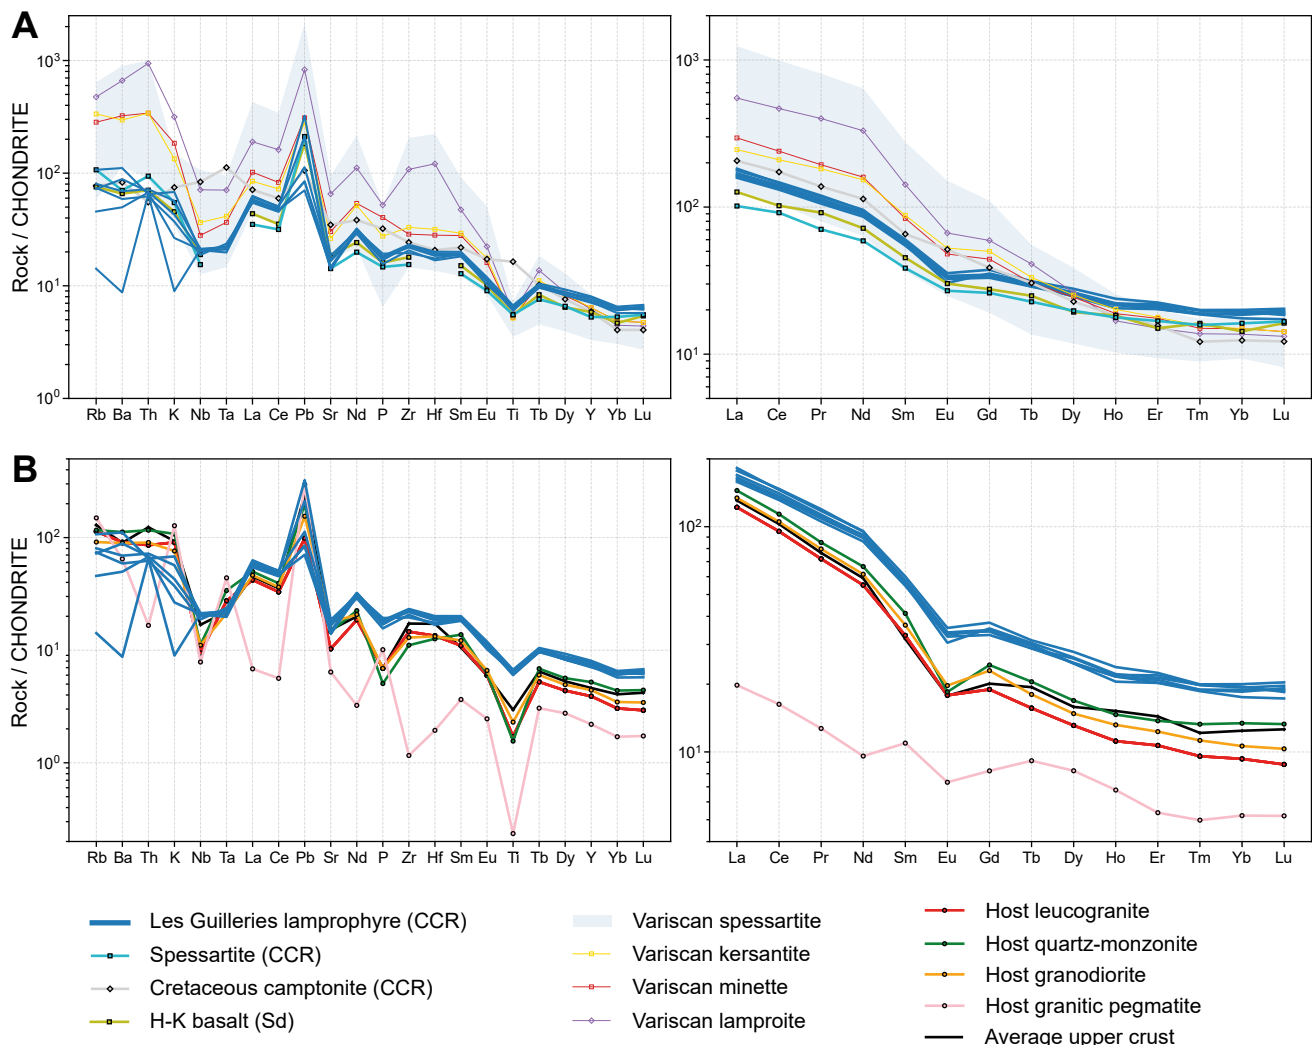 A
Rock / CHONDRITE
10³
10²
10¹
10⁰
Rb Ba Th K Nb Ta La Ce Pb Sr Nd P Zr Hf Sm Eu Ti Tb Dy Y Yb Lu
10³
10²
10¹
La Ce Pr Nd Sm Eu Gd Tb Dy Ho Er Tm Yb Lu
B
Rock / CHONDRITE
10²
10¹
10⁰
Rb Ba Th K Nb Ta La Ce Pb Sr Nd P Zr Hf Sm Eu Ti Tb Dy Y Yb Lu
10²
10¹
La Ce Pr Nd Sm Eu Gd Tb Dy Ho Er Tm Yb Lu
Les Guilleries lamprophyre (CCR)
Spessartite (CCR)
Cretaceous camptonite (CCR)
H-K basalt (Sd)
Variscan spessartite
Variscan kersantite
Variscan minette
Variscan lamproite
Host leucogranite
Host quartz-monzonite
Host granodiorite
Host granitic pegmatite
Average upper crust